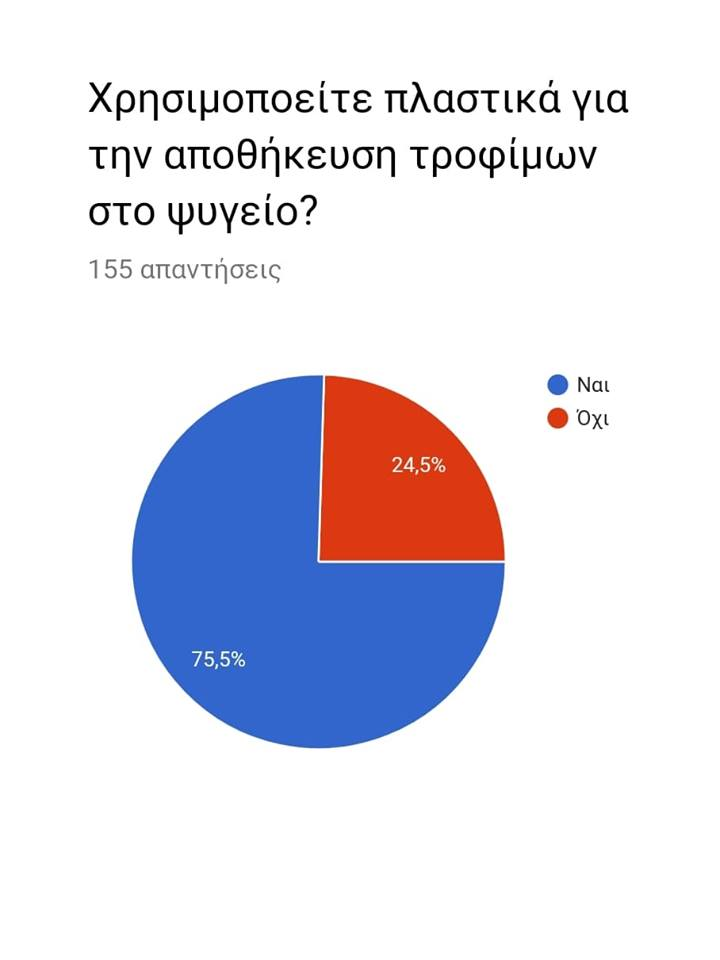 Χρησιμοποείτε πλαστικά για
την αποθήκευση τροφίμων
στο ψυγείο?
155 απαντήσεις
Ναι
Όχι
24,5%
75,5%